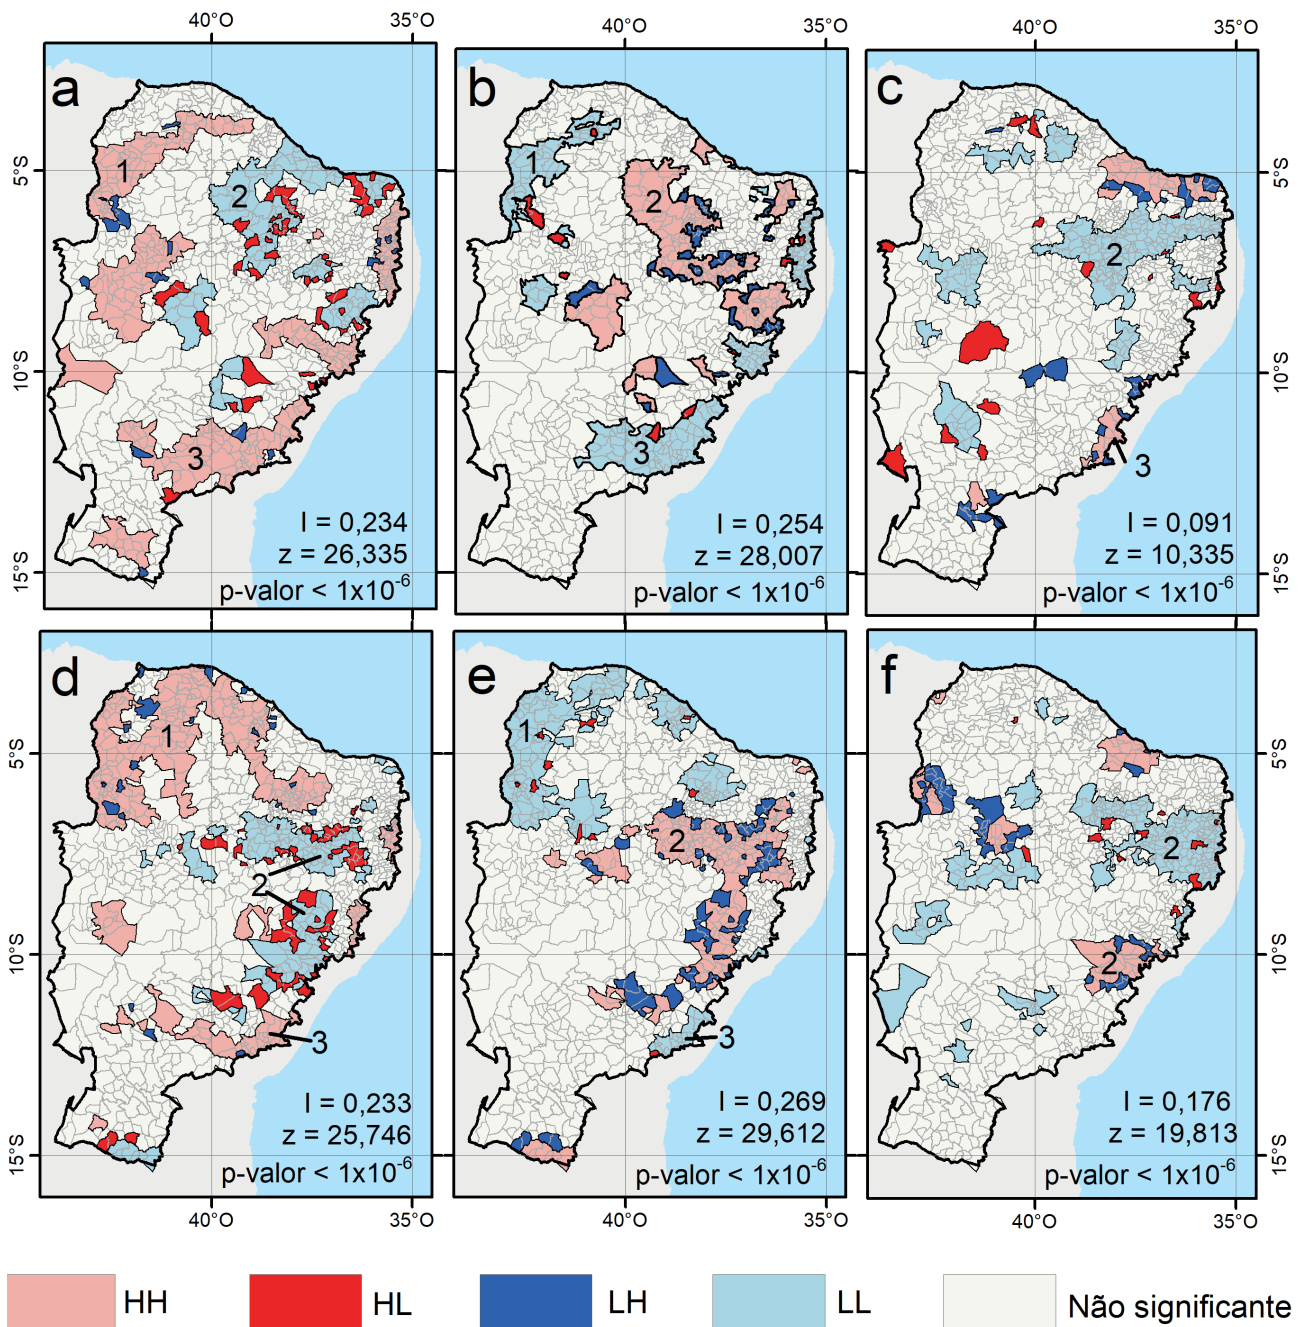 40°O 35°O
40°O 35°O
40°O 35°O
a
1
2
3
5°S
10°S
15°S
I = 0,234
z = 26,335
p-valor < 1x10⁻⁶
b
1
2
3
I = 0,254
z = 28,007
p-valor < 1x10⁻⁶
c
2
3
5°S
10°S
15°S
I = 0,091
z = 10,335
p-valor < 1x10⁻⁶
d
1
2
3
5°S
10°S
15°S
I = 0,233
z = 25,746
p-valor < 1x10⁻⁶
e
1
2
3
I = 0,269
z = 29,612
p-valor < 1x10⁻⁶
f
2
2
5°S
10°S
15°S
I = 0,176
z = 19,813
p-valor < 1x10⁻⁶
40°O 35°O
40°O 35°O
40°O 35°O
HH
HL
LH
LL
Não significante